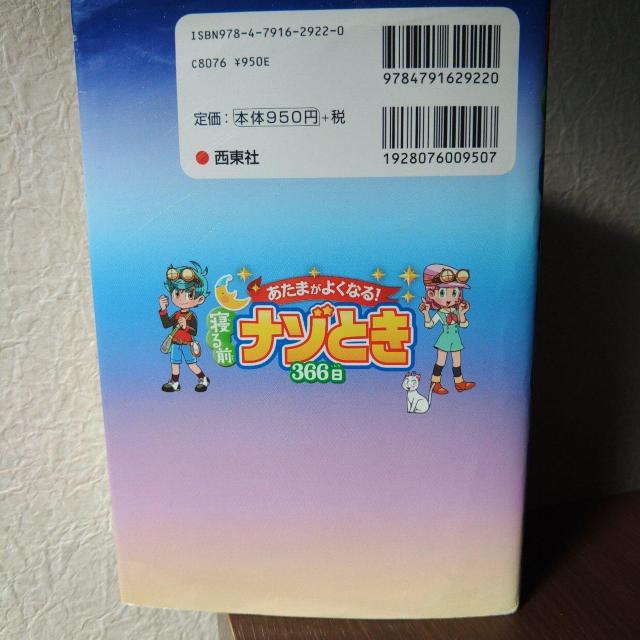 ISBN978-4-7916-2922-0
C8076 ¥950E
9784791629220
定価：本体950円+税
1928076009507
西東社
あたまがよくなる！
寝る前
ナゾとき
366日